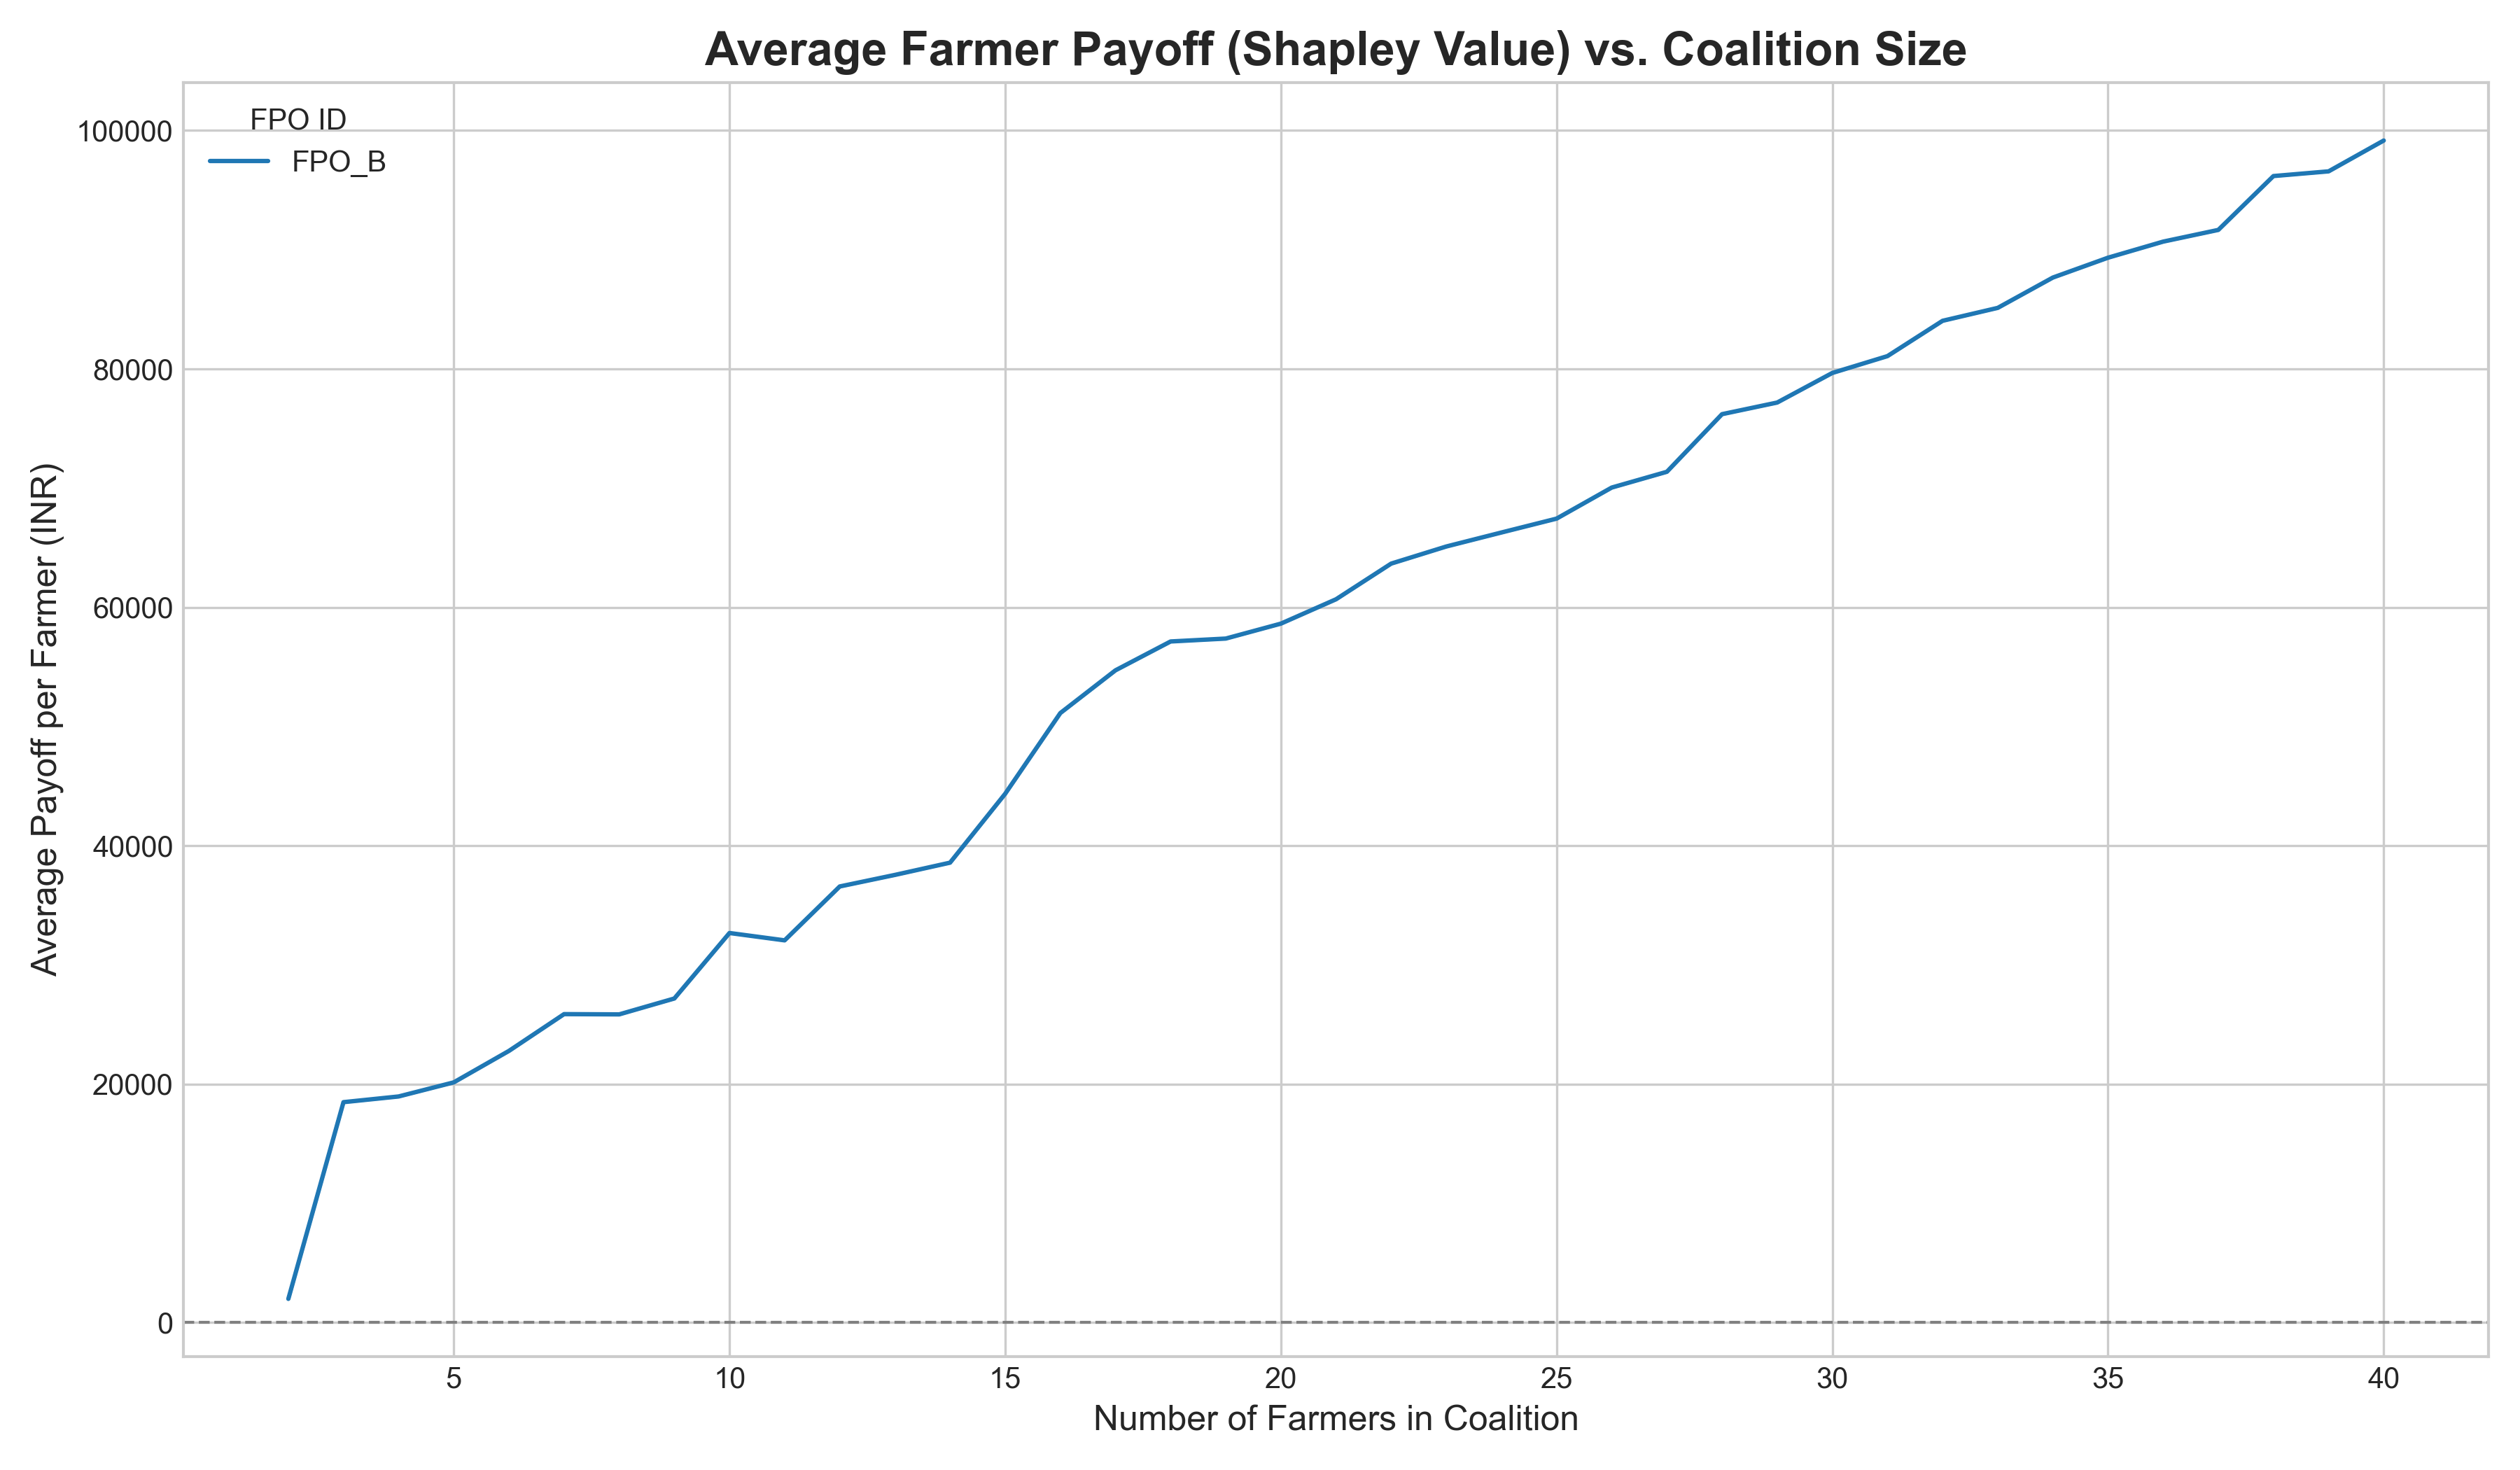 Average Farmer Payoff (Shapley Value) vs. Coalition Size
FPO ID
FPO_B
Average Payoff per Farmer (INR)
100000
80000
60000
40000
20000
0
5 10 15 20 25 30 35 40
Number of Farmers in Coalition